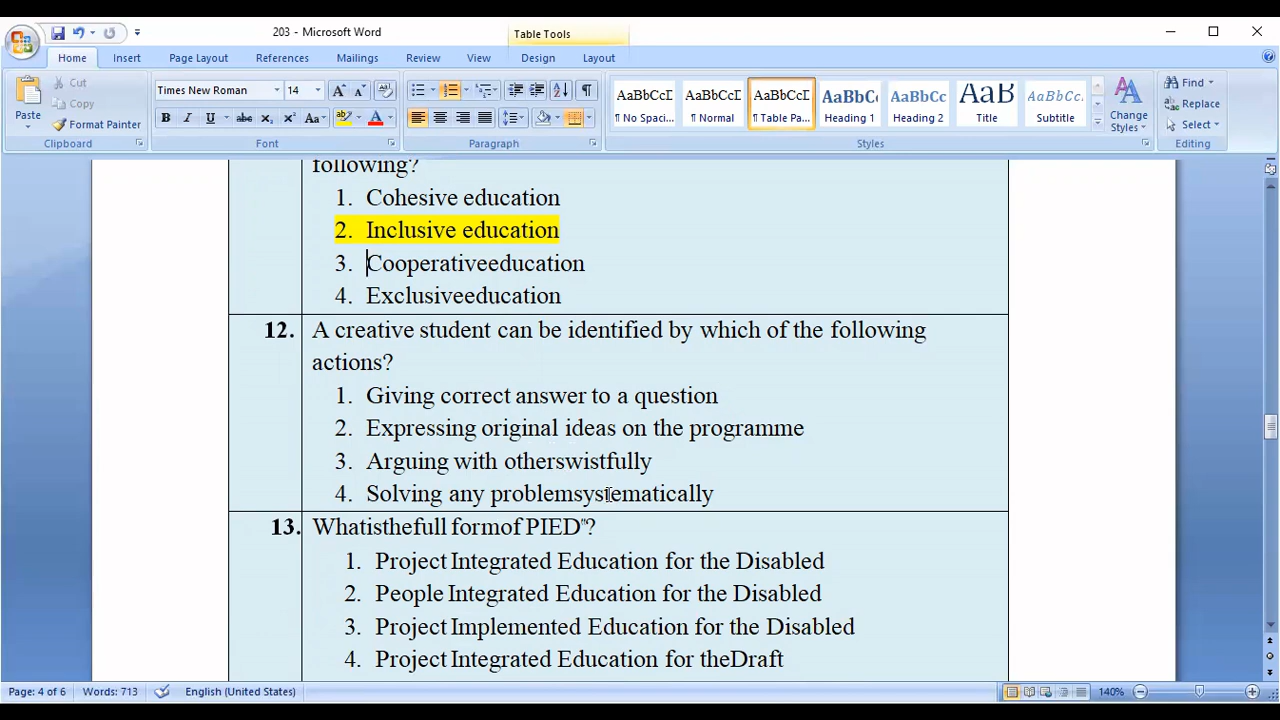 203 - Microsoft Word
Table Tools
Home Insert Page Layout References Mailings Review View Design Layout
Paste
Cut
Copy
Format Painter
Clipboard
Times New Roman 14
B I U abc x₂ x² Aa
Font
Paragraph
AaBbCcI AaBbCcI AaBbCcI AaBbCc AaBbCc AaB AaBbCc.
¶ No Spaci... ¶ Normal ¶ Table Pa... Heading 1 Heading 2 Title Subtitle
Styles
Change
Styles
Find
Replace
Select
Editing
following?
1. Cohesive education
2. Inclusive education
3. Cooperativeeducation
4. Exclusiveeducation
12. A creative student can be identified by which of the following
actions?
1. Giving correct answer to a question
2. Expressing original ideas on the programme
3. Arguing with otherswistfully
4. Solving any problemsystematically
13. Whatisthefull formof PIED"?
1. Project Integrated Education for the Disabled
2. People Integrated Education for the Disabled
3. Project Implemented Education for the Disabled
4. Project Integrated Education for theDraft
Page: 4 of 6 Words: 713 English (United States) 140%